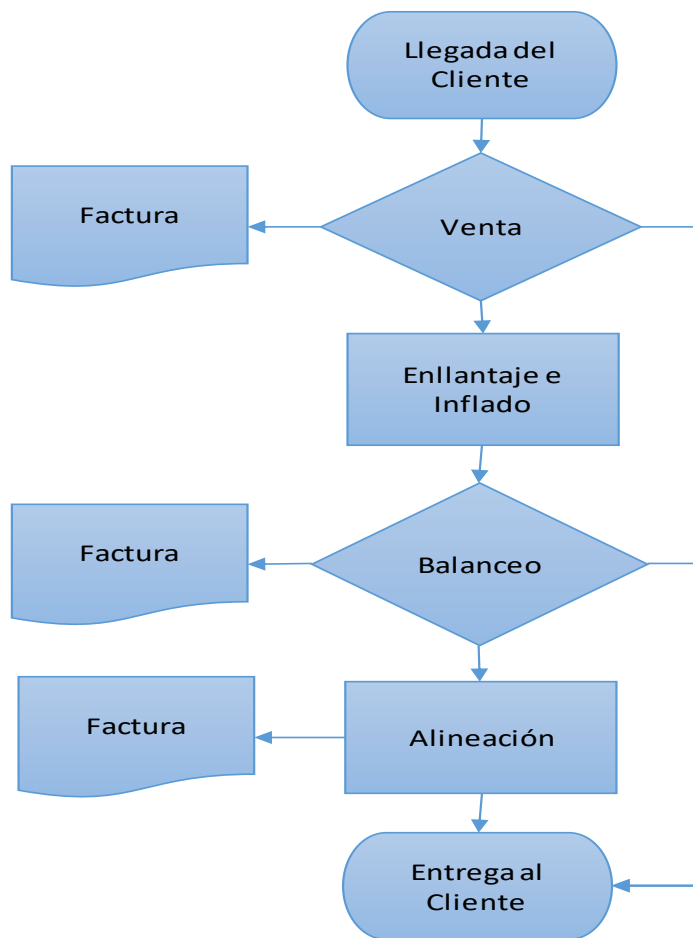 Llegada del
Cliente
Factura
Venta
Enllantaje e
Inflado
Factura
Balanceo
Factura
Alineación
Entrega al
Cliente